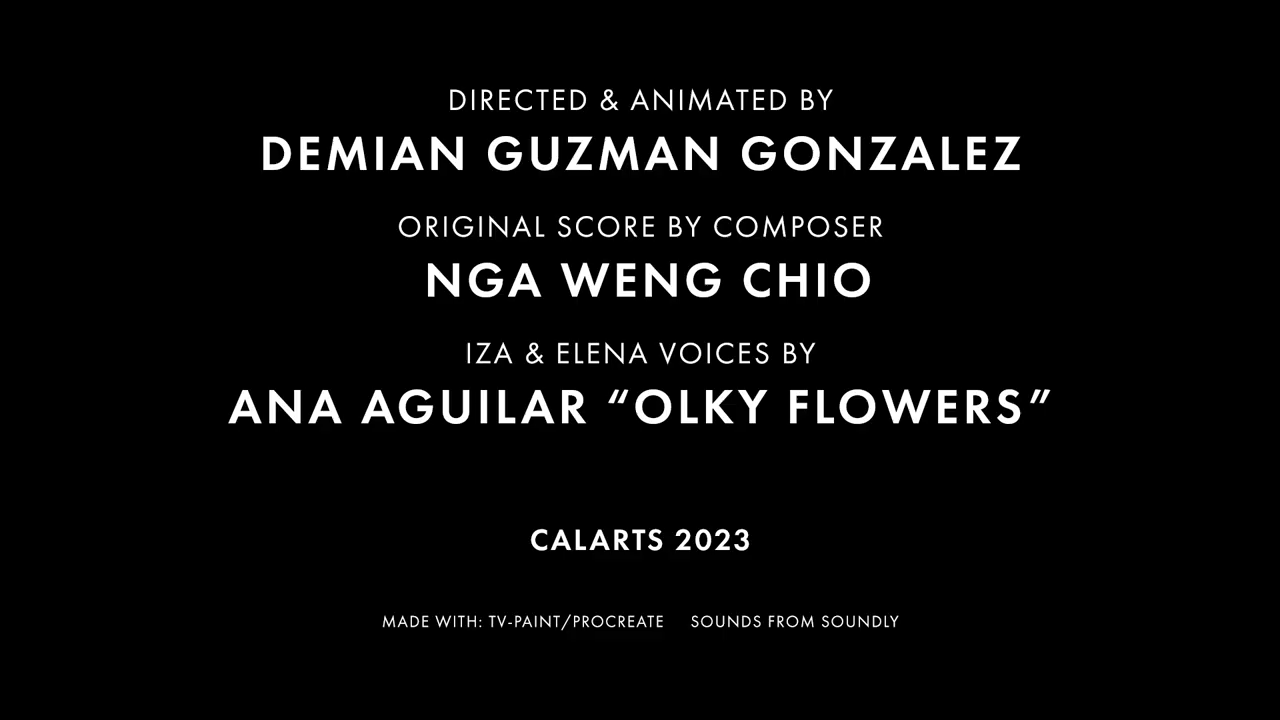 DIRECTED & ANIMATED BY
DEMIAN GUZMAN GONZALEZ
ORIGINAL SCORE BY COMPOSER
NGA WENG CHIO
IZA & ELENA VOICES BY
ANA AGUILAR “OLKY FLOWERS”
CALARTS 2023
MADE WITH: TV-PAINT/PROCREATE SOUNDS FROM SOUNDLY